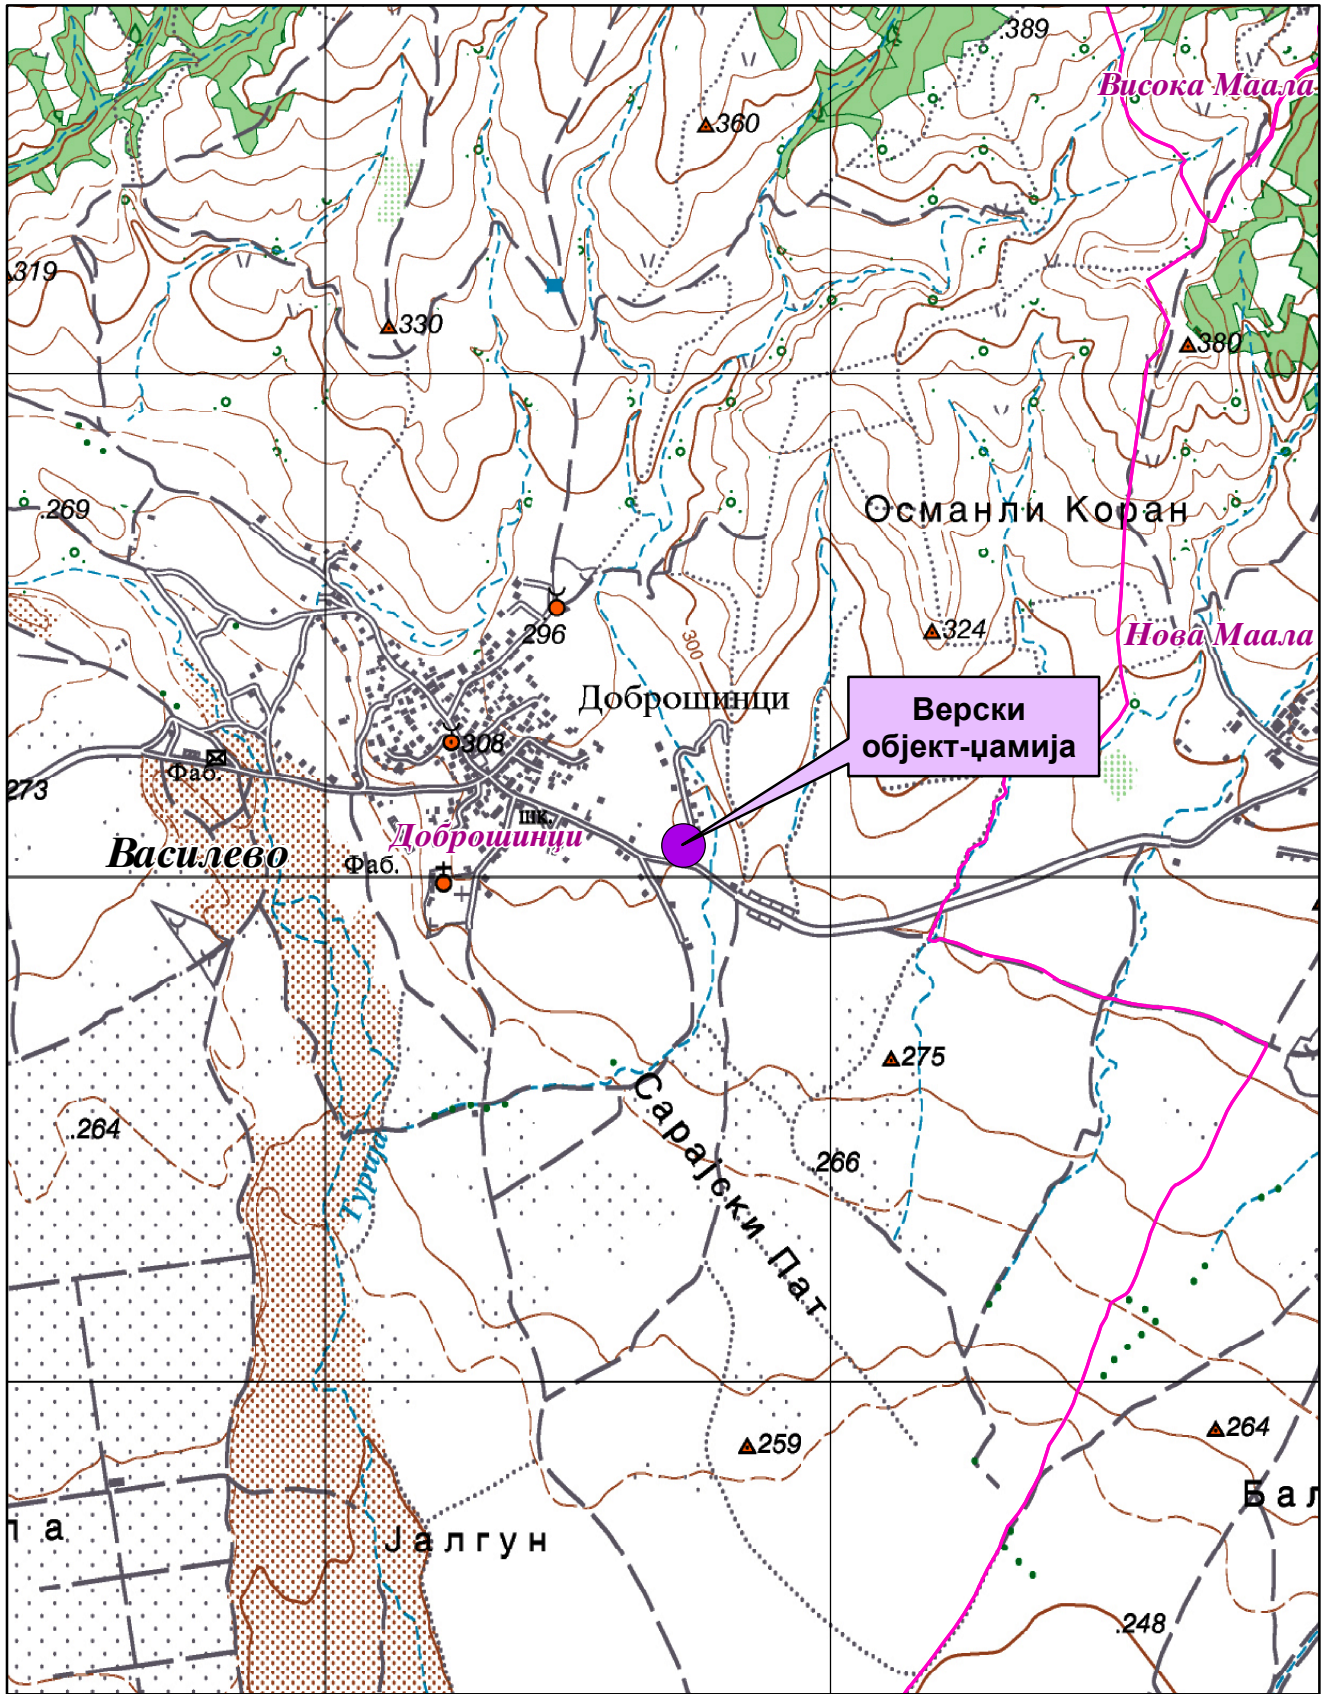 .389
Висока Маала
360
319
330
380
Османли Коран
.269
296
300
324
Нова Маала
Доброшинци
Верски
објект-џамија
308
Фаб.
273
шк.
Доброшинци
Василево
Фаб.
275
Сарајски Пат
.264
.266
Турија
259
264
Бал
ла
Јалгун
.248